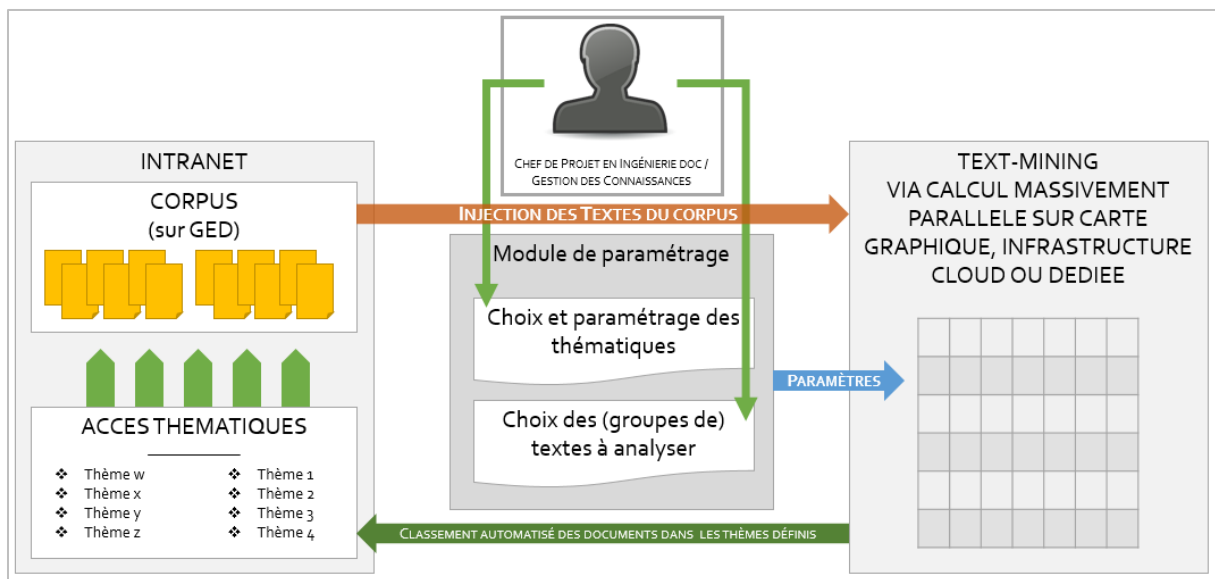 CHEF DE PROJET EN INGÉNIERIE DOC /
GESTION DES CONNAISSANCES
INTRANET
CORPUS
(sur GED)
INJECTION DES TEXTES DU CORPUS
Module de paramétrage
Choix et paramétrage des
thématiques
Choix des (groupes de)
textes à analyser
PARAMÈTRES
TEXT-MINING
VIA CALCUL MASSIVEMENT
PARALLELE SUR CARTE
GRAPHIQUE, INFRASTRUCTURE
CLOUD OU DEDIEE
ACCES THEMATIQUES
❖ Thème w
❖ Thème x
❖ Thème y
❖ Thème z
❖ Thème 1
❖ Thème 2
❖ Thème 3
❖ Thème 4
CLASSEMENT AUTOMATISÉ DES DOCUMENTS DANS LES THÈMES DÉFINIS